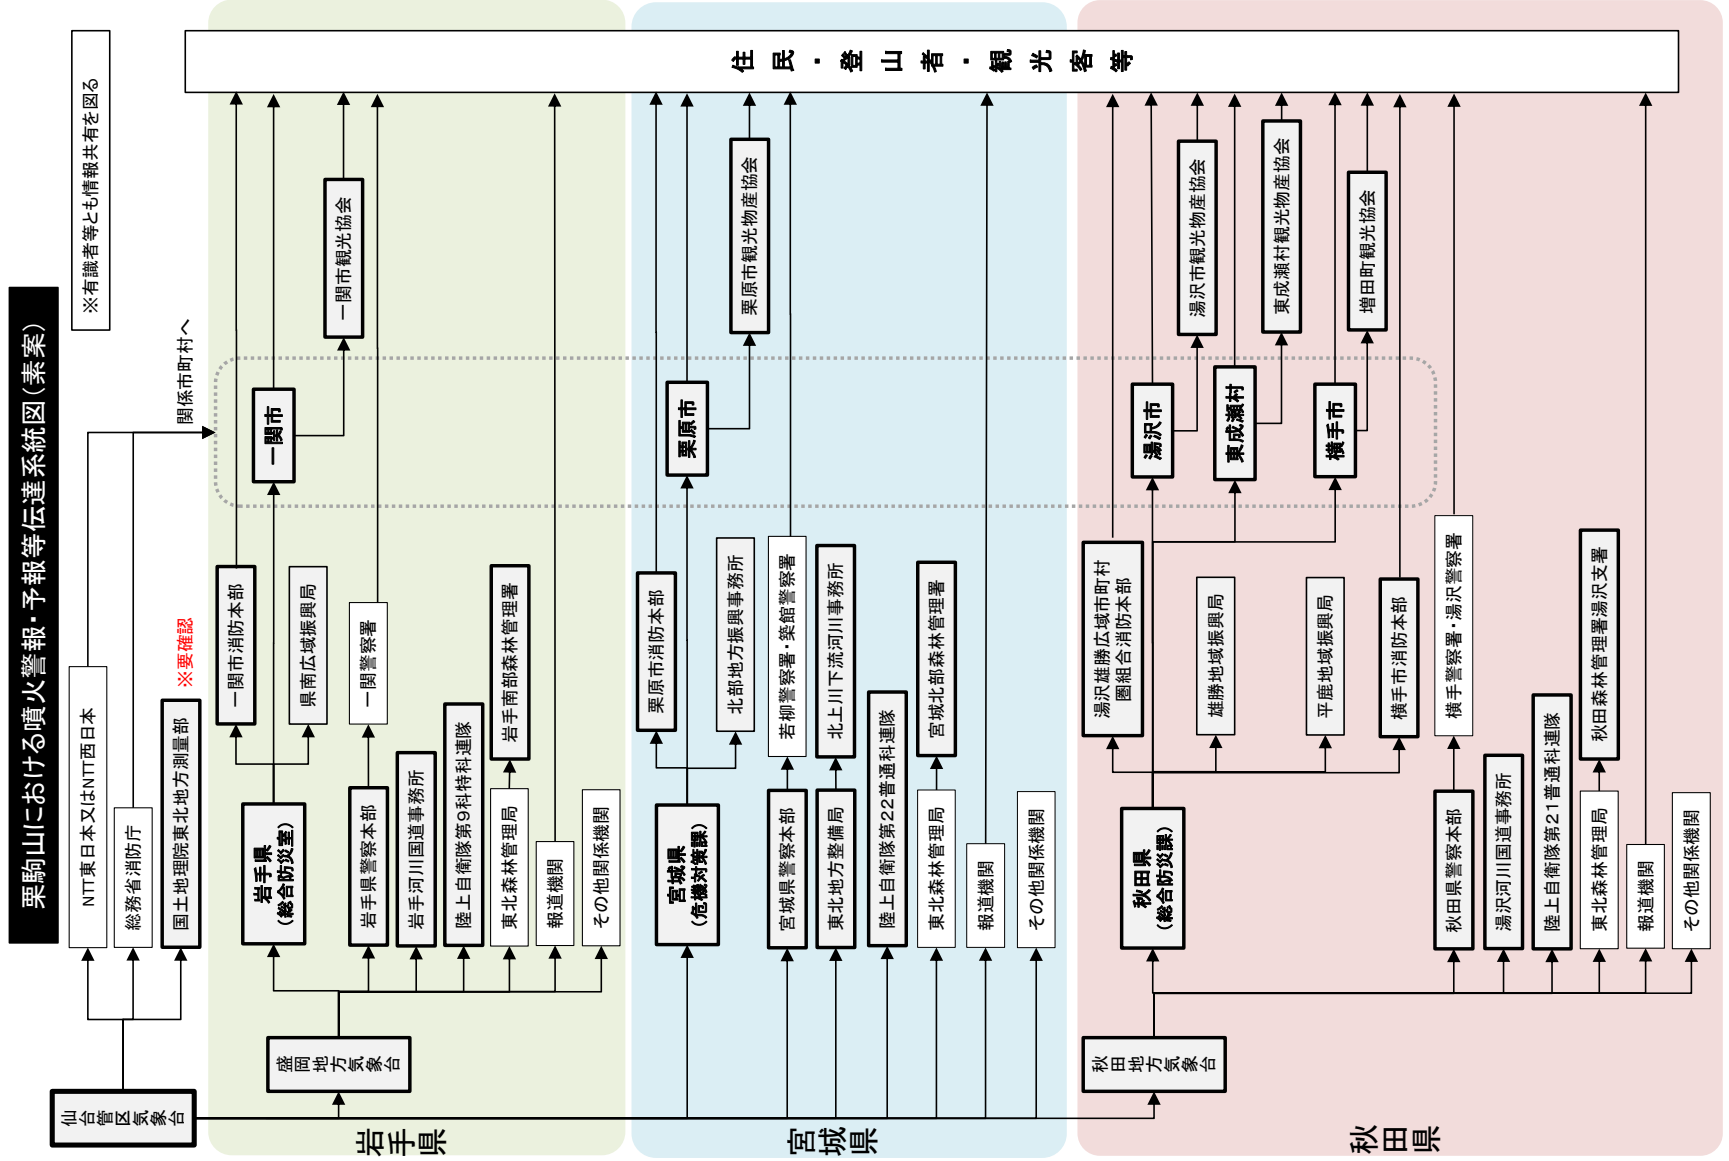 栗駒山における噴火警報・予報等伝達系統図(素案)
※有識者等とも情報共有を図る
仙台管区気象台
NTT東日本又はNTT西日本
総務省消防庁
国土地理院東北地方測量部
※要確認
関係市町村へ
岩手県
盛岡地方気象台
岩手県
(総合防災室)
岩手県警察本部
岩手河川国道事務所
陸上自衛隊第9科特科連隊
東北森林管理局
報道機関
その他関係機関
一関市消防本部
県南広域振興局
一関警察署
岩手南部森林管理署
一関市
一関市観光協会
宮城県
宮城県
(危機対策課)
宮城県警察本部
東北地方整備局
陸上自衛隊第22普通科連隊
東北森林管理局
報道機関
その他関係機関
栗原市消防本部
北部地方振興事務所
若柳警察署・築館警察署
北上川下流河川事務所
宮城北部森林管理署
栗原市
栗原市観光物産協会
秋田県
秋田地方気象台
秋田県
(総合防災課)
秋田県警察本部
湯沢河川国道事務所
陸上自衛隊第21普通科連隊
東北森林管理局
報道機関
その他関係機関
湯沢雄勝広域市町村
圏組合消防本部
雄勝地域振興局
平鹿地域振興局
横手市消防本部
横手警察署・湯沢警察署
秋田森林管理署湯沢支署
湯沢市
東成瀬村
横手市
湯沢市観光物産協会
東成瀬村観光物産協会
増田町観光協会
住民・登山者・観光客等